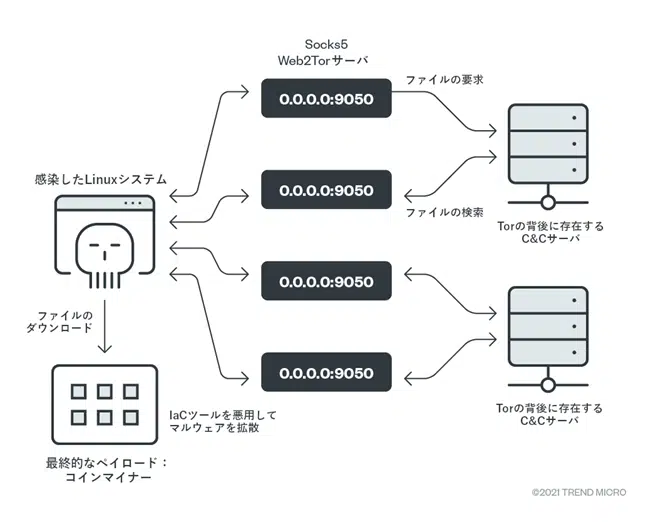 Socks5
Web2Torサーバ
0.0.0.0:9050
ファイルの要求
感染したLinuxシステム
0.0.0.0:9050
ファイルの検索
Torの背後に存在する
C&Cサーバ
0.0.0.0:9050
ファイルの
ダウンロード
0.0.0.0:9050
IaCツールを悪用して
マルウェアを拡散
Torの背後に存在する
C&Cサーバ
最終的なペイロード：
コインマイナー
©2021 TREND MICRO